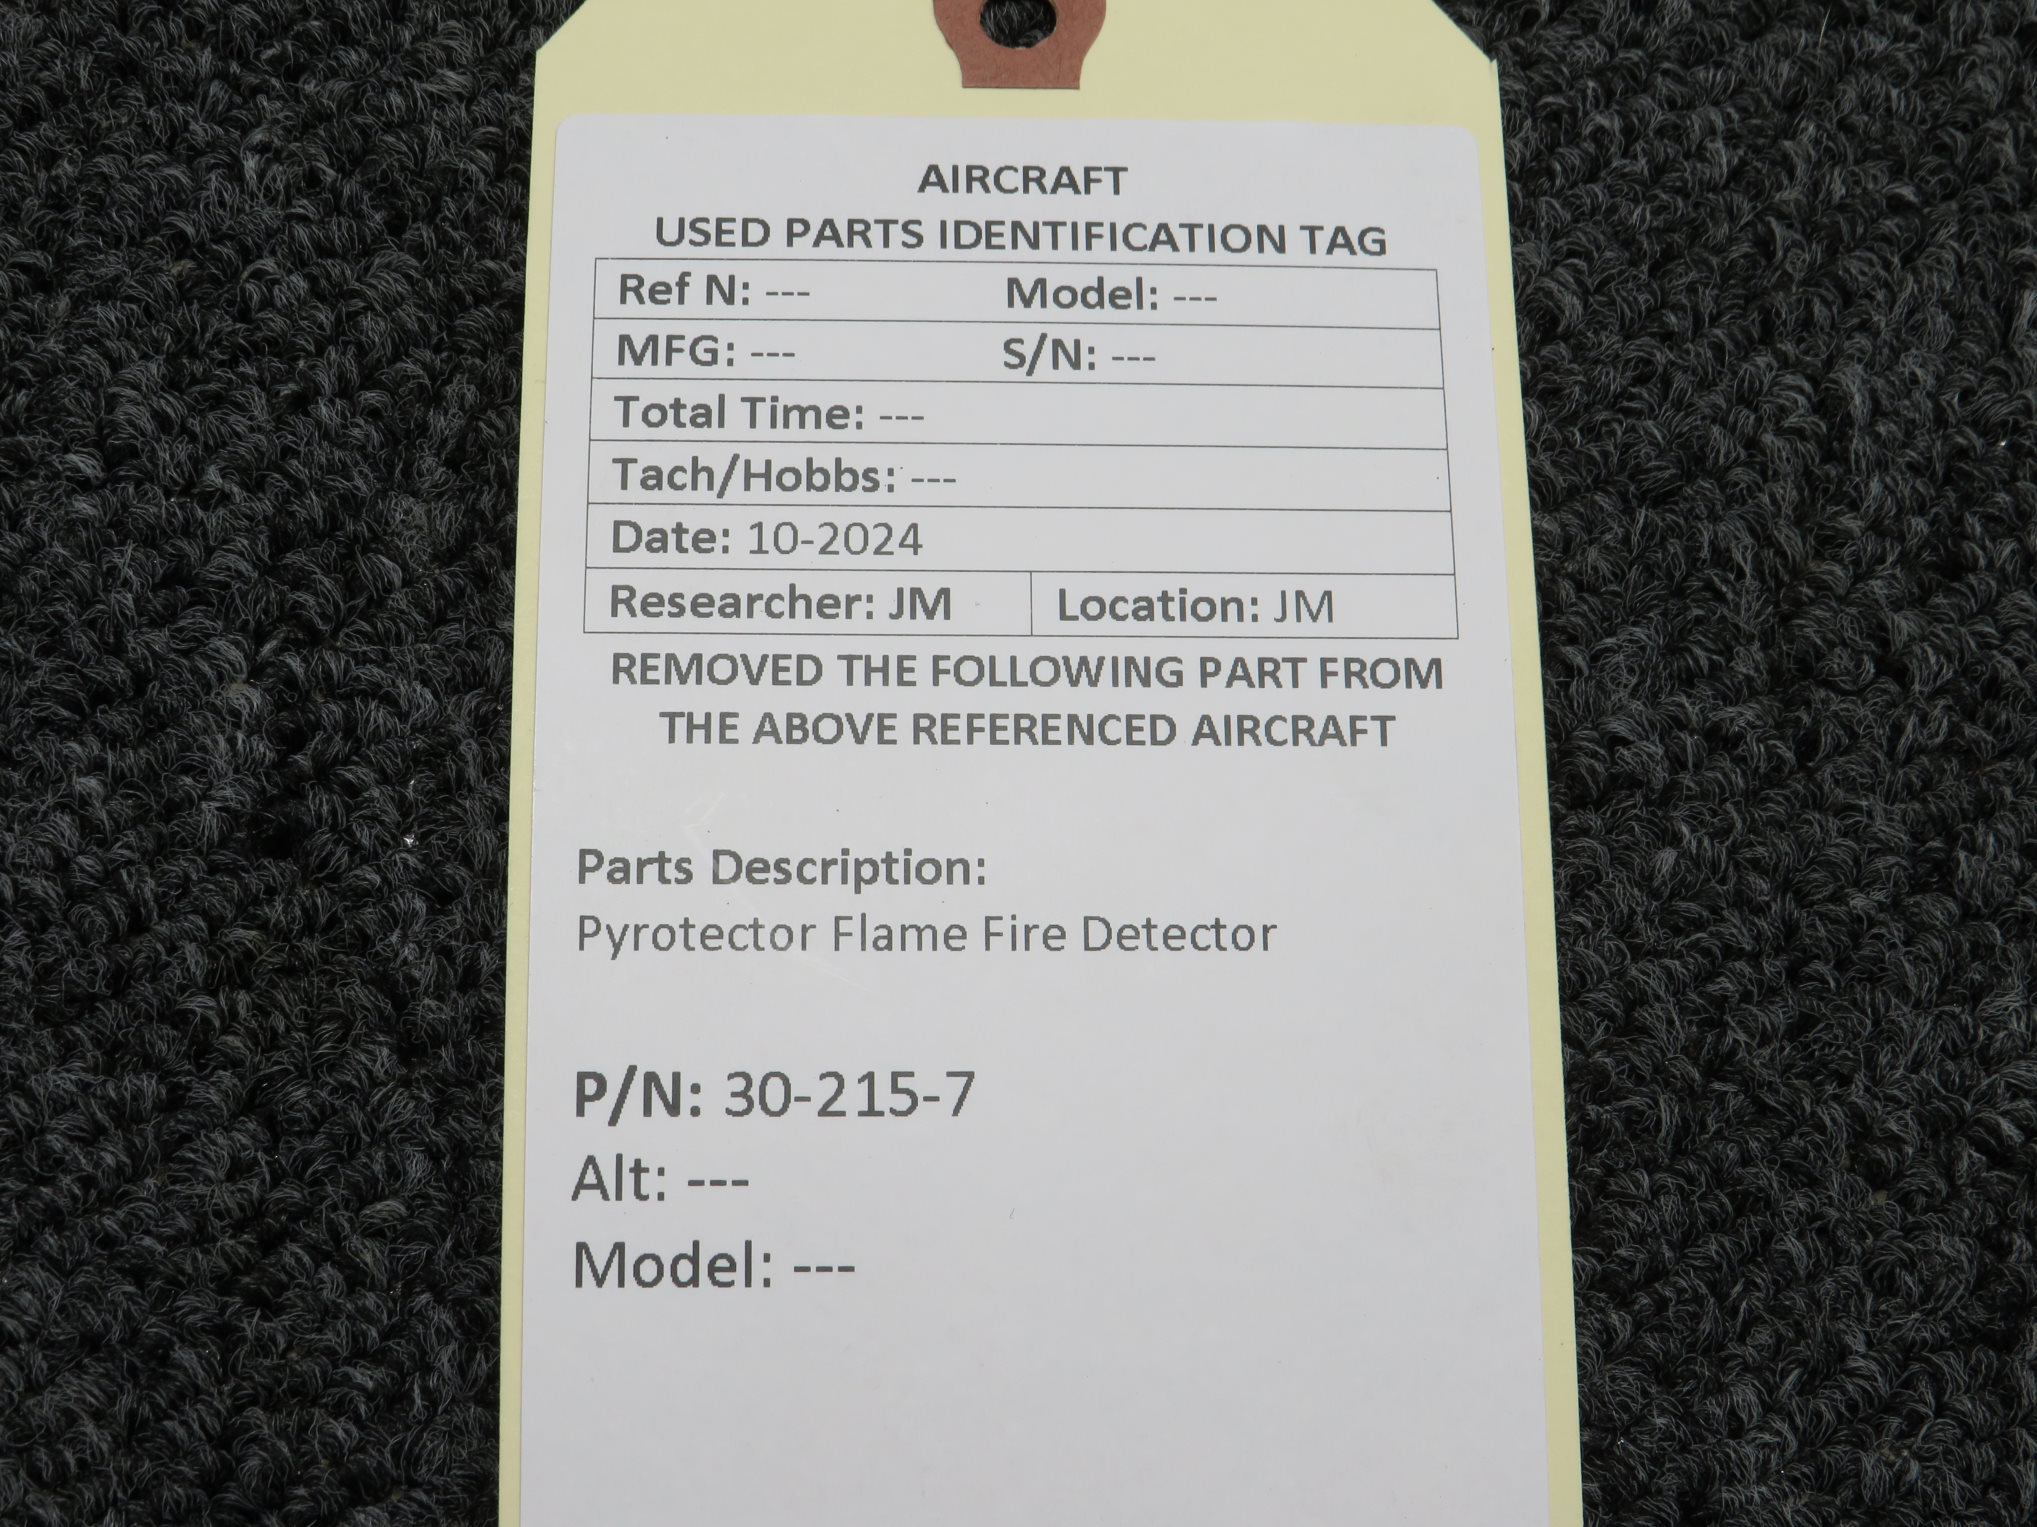 AIRCRAFT
USED PARTS IDENTIFICATION TAG
Ref N: --- Model: ---
MFG: --- S/N: ---
Total Time: ---
Tach/Hobbs: ---
Date: 10-2024
Researcher: JM Location: JM
REMOVED THE FOLLOWING PART FROM
THE ABOVE REFERENCED AIRCRAFT
Parts Description:
Pyrotector Flame Fire Detector
P/N: 30-215-7
Alt: ---
Model: ---